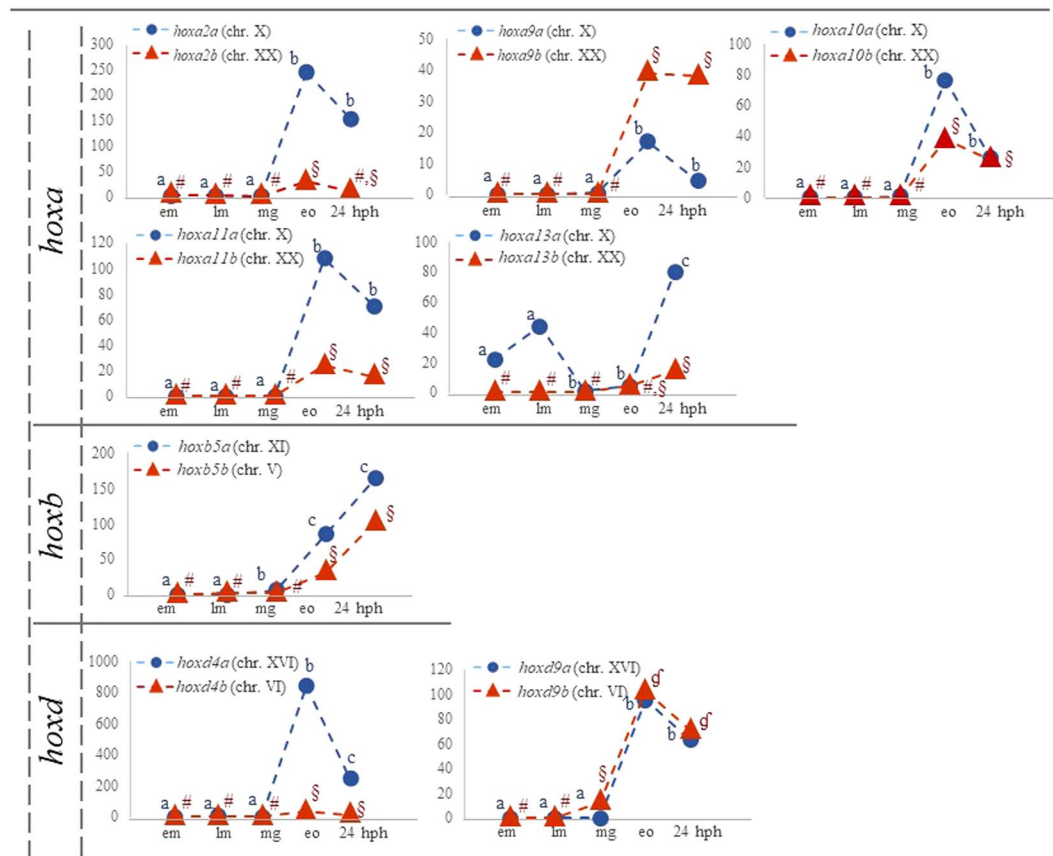 hoxa
hoxa2a (chr. X)
hoxa2b (chr. XX)
300
250
200
150
100
50
0
a # a # a # b § b #,§
em lm mg eo 24 hph
hoxa9a (chr. X)
hoxa9b (chr. XX)
50
40
30
20
10
0
a # a # a # b § b §
em lm mg eo 24 hph
hoxa10a (chr. X)
hoxa10b (chr. XX)
100
80
60
40
20
0
a # a # a # b § b §
em lm mg eo 24 hph
hoxa11a (chr. X)
hoxa11b (chr. XX)
120
100
80
60
40
20
0
a # a # a # b § b §
em lm mg eo 24 hph
hoxa13a (chr. X)
hoxa13b (chr. XX)
100
80
60
40
20
0
a # a # b # b #,§ c §
em lm mg eo 24 hph
hoxb
hoxb5a (chr. XI)
hoxb5b (chr. V)
200
150
100
50
0
a # a # b # c § c §
em lm mg eo 24 hph
hoxd
hoxd4a (chr. XVI)
hoxd4b (chr. VI)
1000
800
600
400
200
0
a # a # a # b § c §
em lm mg eo 24 hph
hoxd9a (chr. XVI)
hoxd9b (chr. VI)
120
100
80
60
40
20
0
a # a # a § b b
em lm mg eo 24 hph